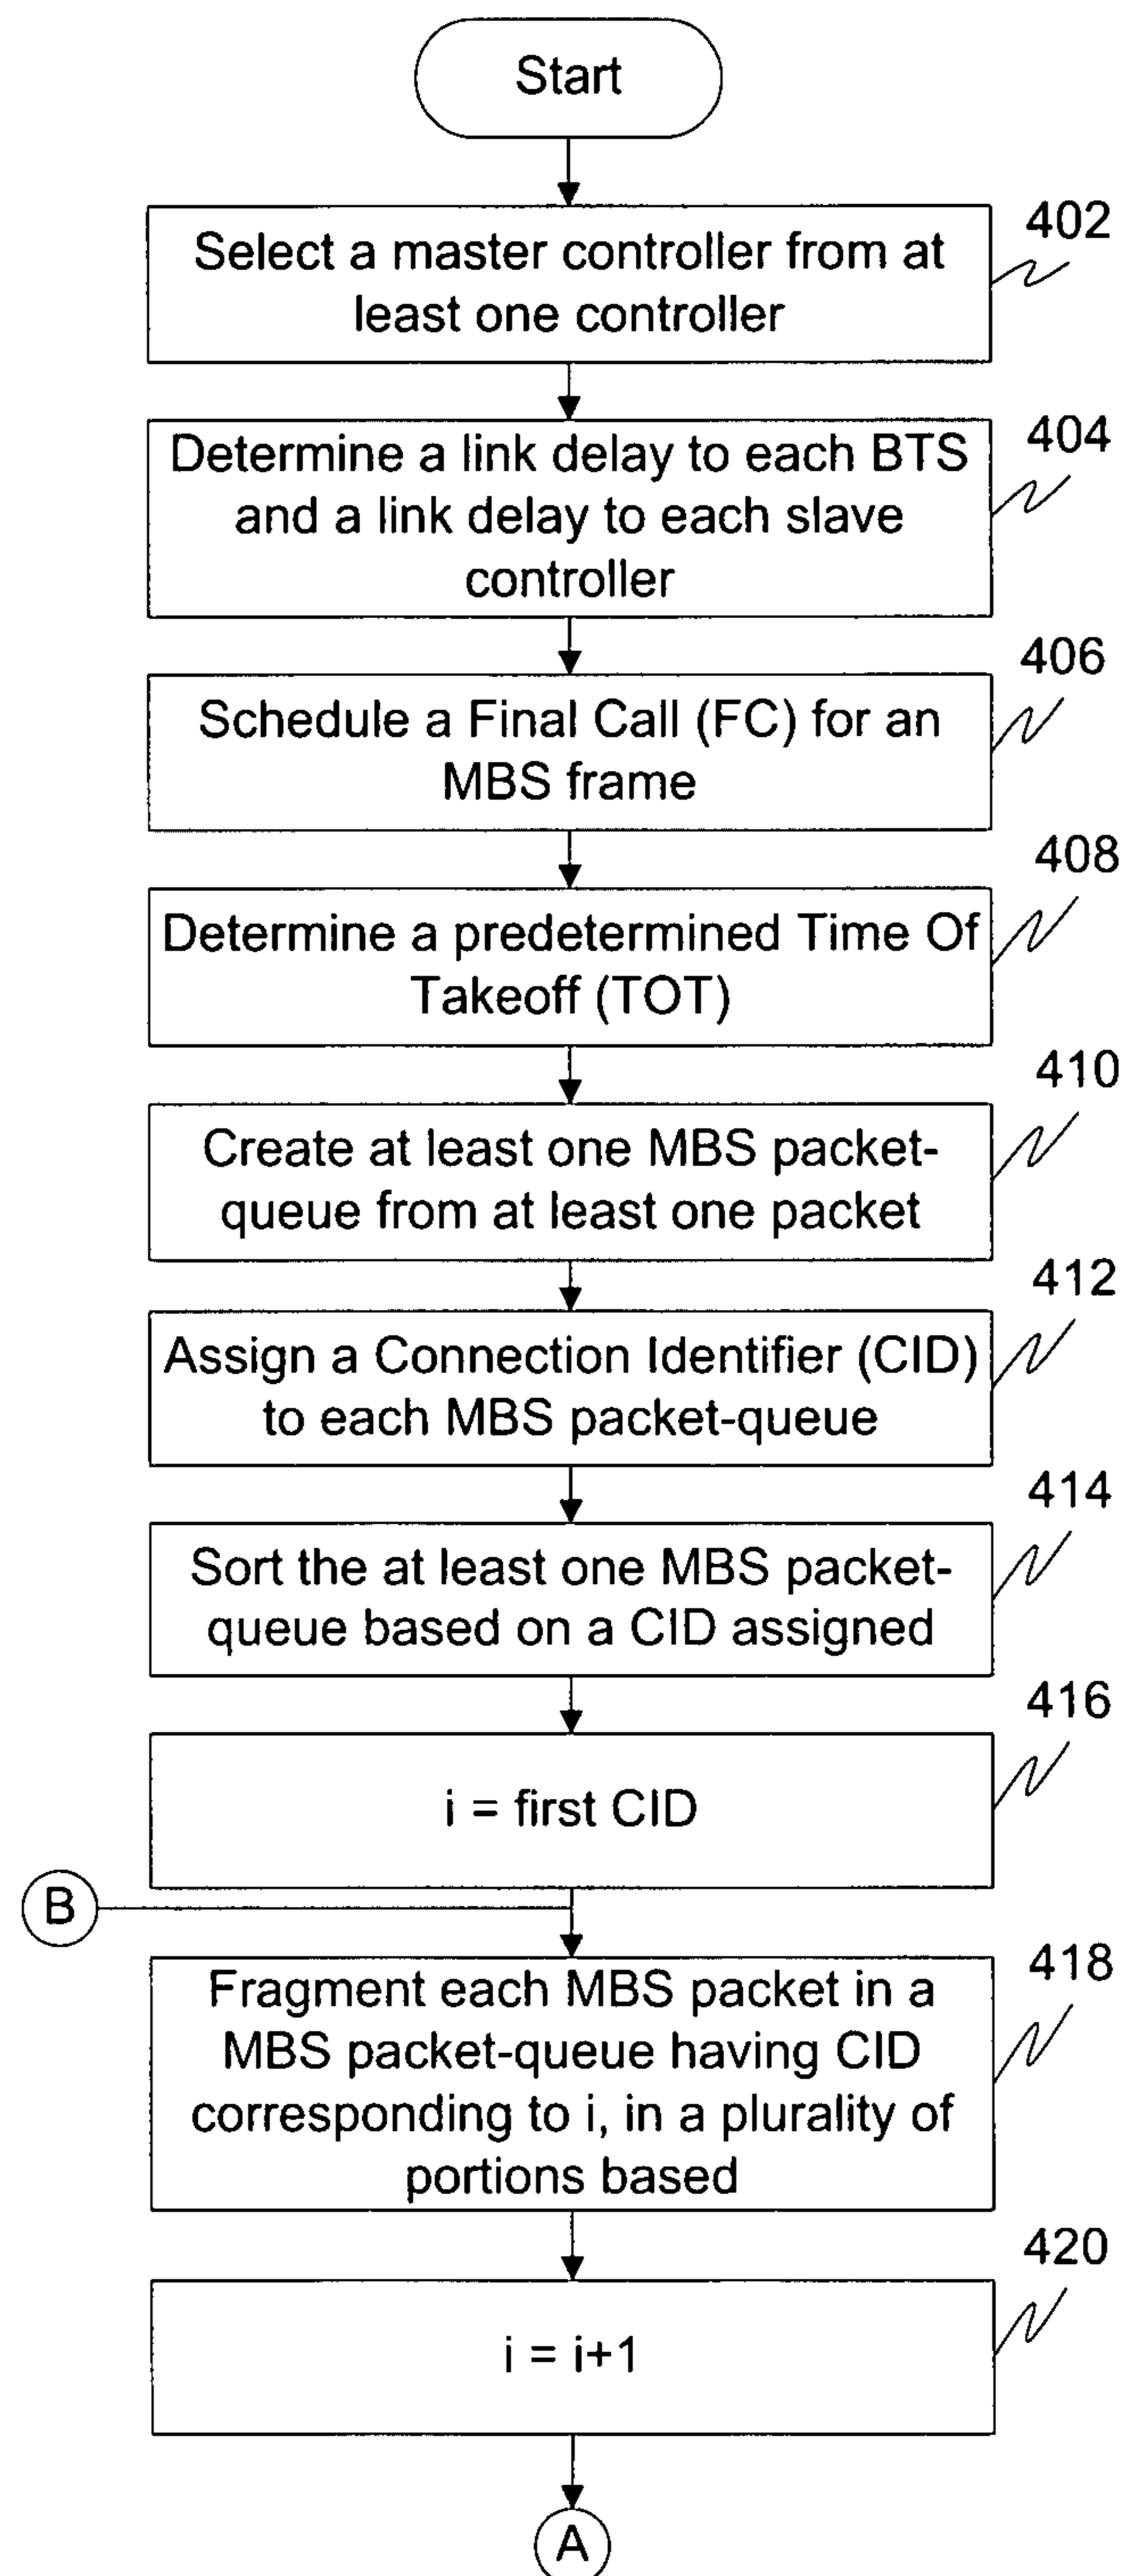 Start
402
Select a master controller from at
least one controller
404
Determine a link delay to each BTS
and a link delay to each slave
controller
406
Schedule a Final Call (FC) for an
MBS frame
408
Determine a predetermined Time Of
Takeoff (TOT)
410
Create at least one MBS packet-
queue from at least one packet
412
Assign a Connection Identifier (CID)
to each MBS packet-queue
414
Sort the at least one MBS packet-
queue based on a CID assigned
416
i = first CID
B
418
Fragment each MBS packet in a
MBS packet-queue having CID
corresponding to i, in a plurality of
portions based
420
i = i+1
A